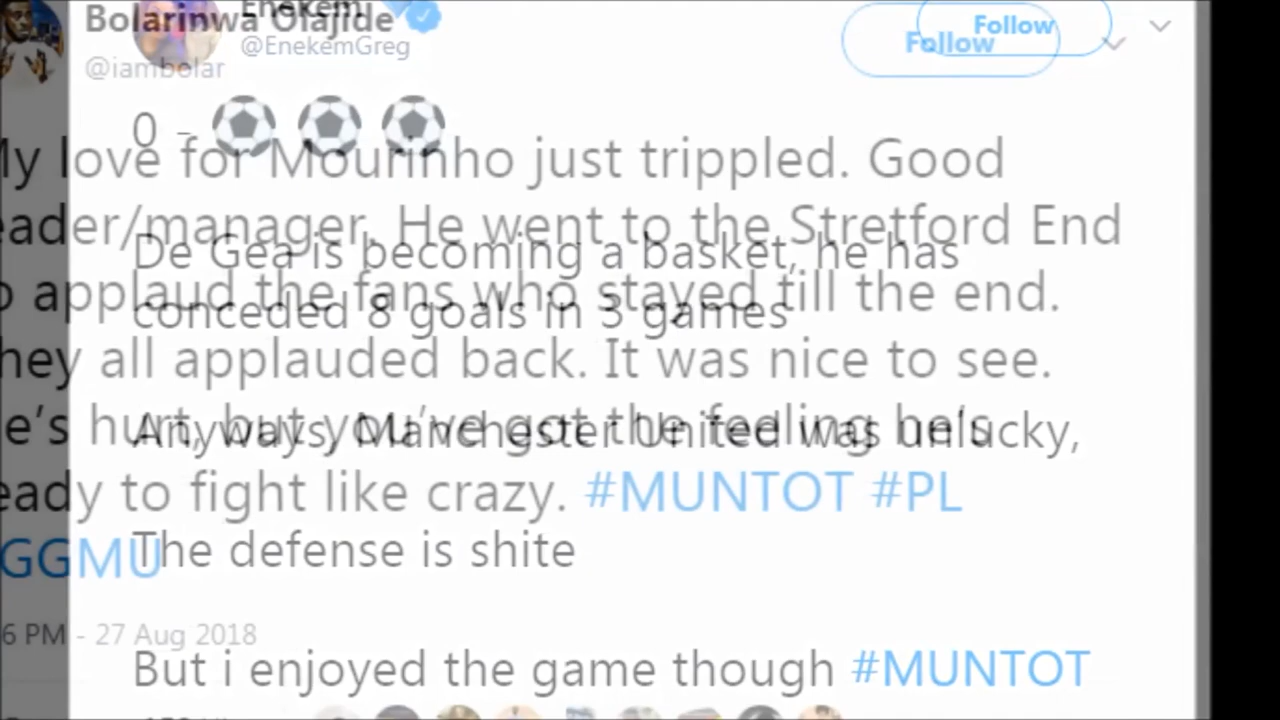 Bolarinwa Olajide
@iambolar
Follow
My love for Mourinho just trippled. Good
eader/manager. He went to the Stretford End
o applaud the fans who stayed till the end.
hey all applauded back. It was nice to see.
e's hurt, but you've got the feeling he's
eady to fight like crazy. #MUNTOT #PL
GGMU
6 PM - 27 Aug 2018
Enekem
@EnekemGreg
Follow
0 -
De Gea is becoming a basket, he has
conceded 8 goals in 3 games
Anyways, Manchester United was unlucky,
The defense is shite
But i enjoyed the game though #MUNTOT